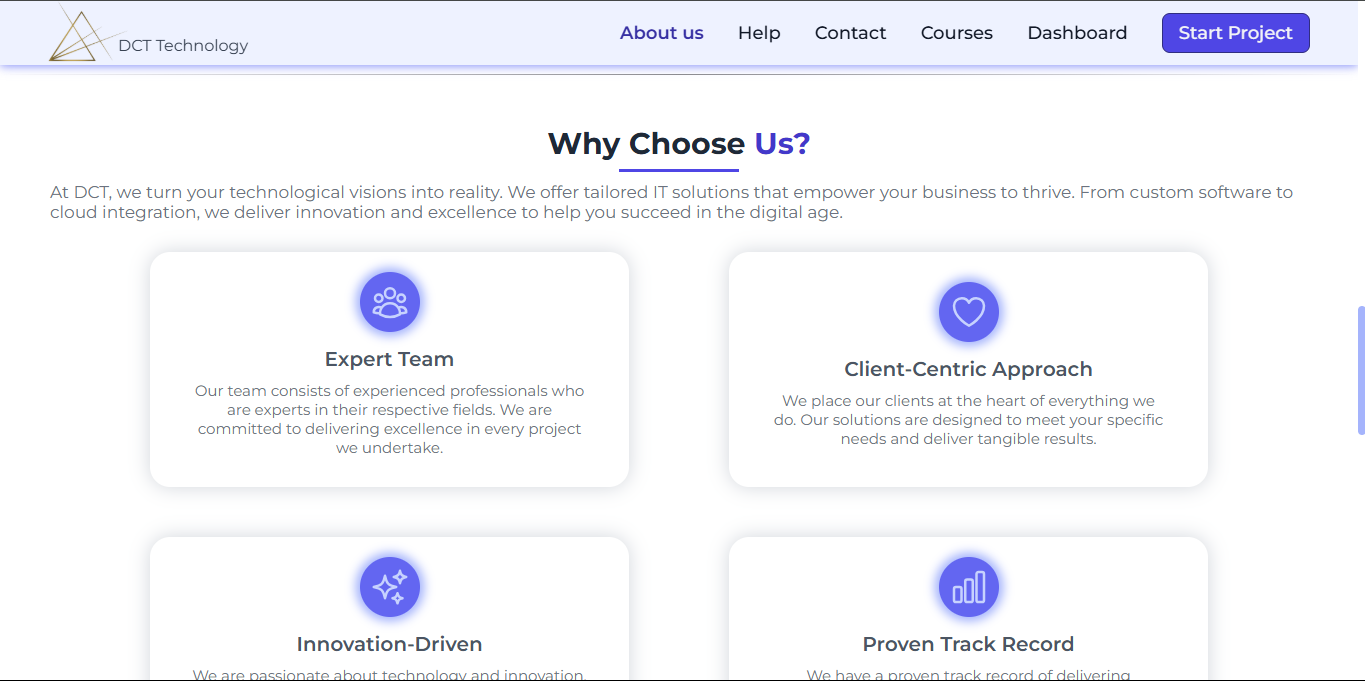 DCT Technology
About us
Help
Contact
Courses
Dashboard
Start Project
Why Choose Us?
At DCT, we turn your technological visions into reality. We offer tailored IT solutions that empower your business to thrive. From custom software to
cloud integration, we deliver innovation and excellence to help you succeed in the digital age.
Expert Team
Our team consists of experienced professionals who
are experts in their respective fields. We are
committed to delivering excellence in every project
we undertake.
Client-Centric Approach
We place our clients at the heart of everything we
do. Our solutions are designed to meet your specific
needs and deliver tangible results.
Innovation-Driven
We are passionate about technology and innovation.
Proven Track Record
We have a proven track record of delivering